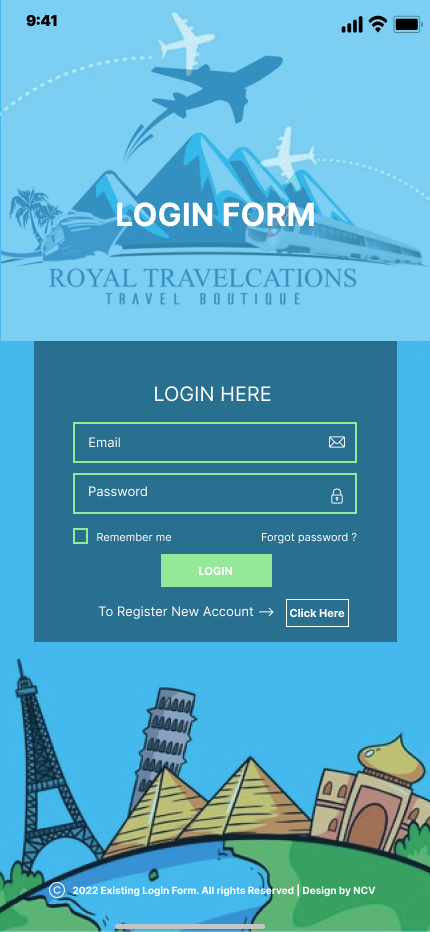 9:41
LOGIN FORM
ROYAL TRAVELCATIONS
TRAVEL BOUTIQUE
LOGIN HERE
Email
Password
Remember me Forgot password ?
LOGIN
To Register New Account → Click Here
© 2022 Existing Login Form. All rights Reserved | Design by NCV